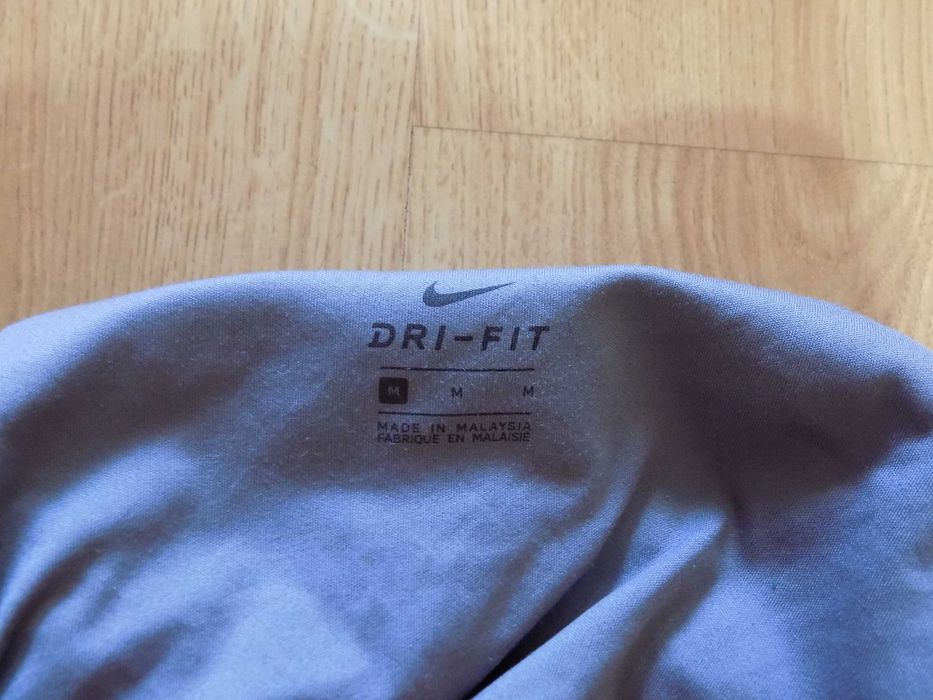 DRI-FIT
M M M
MADE IN MALAYSIA
FABRIQUE EN MALAISIE